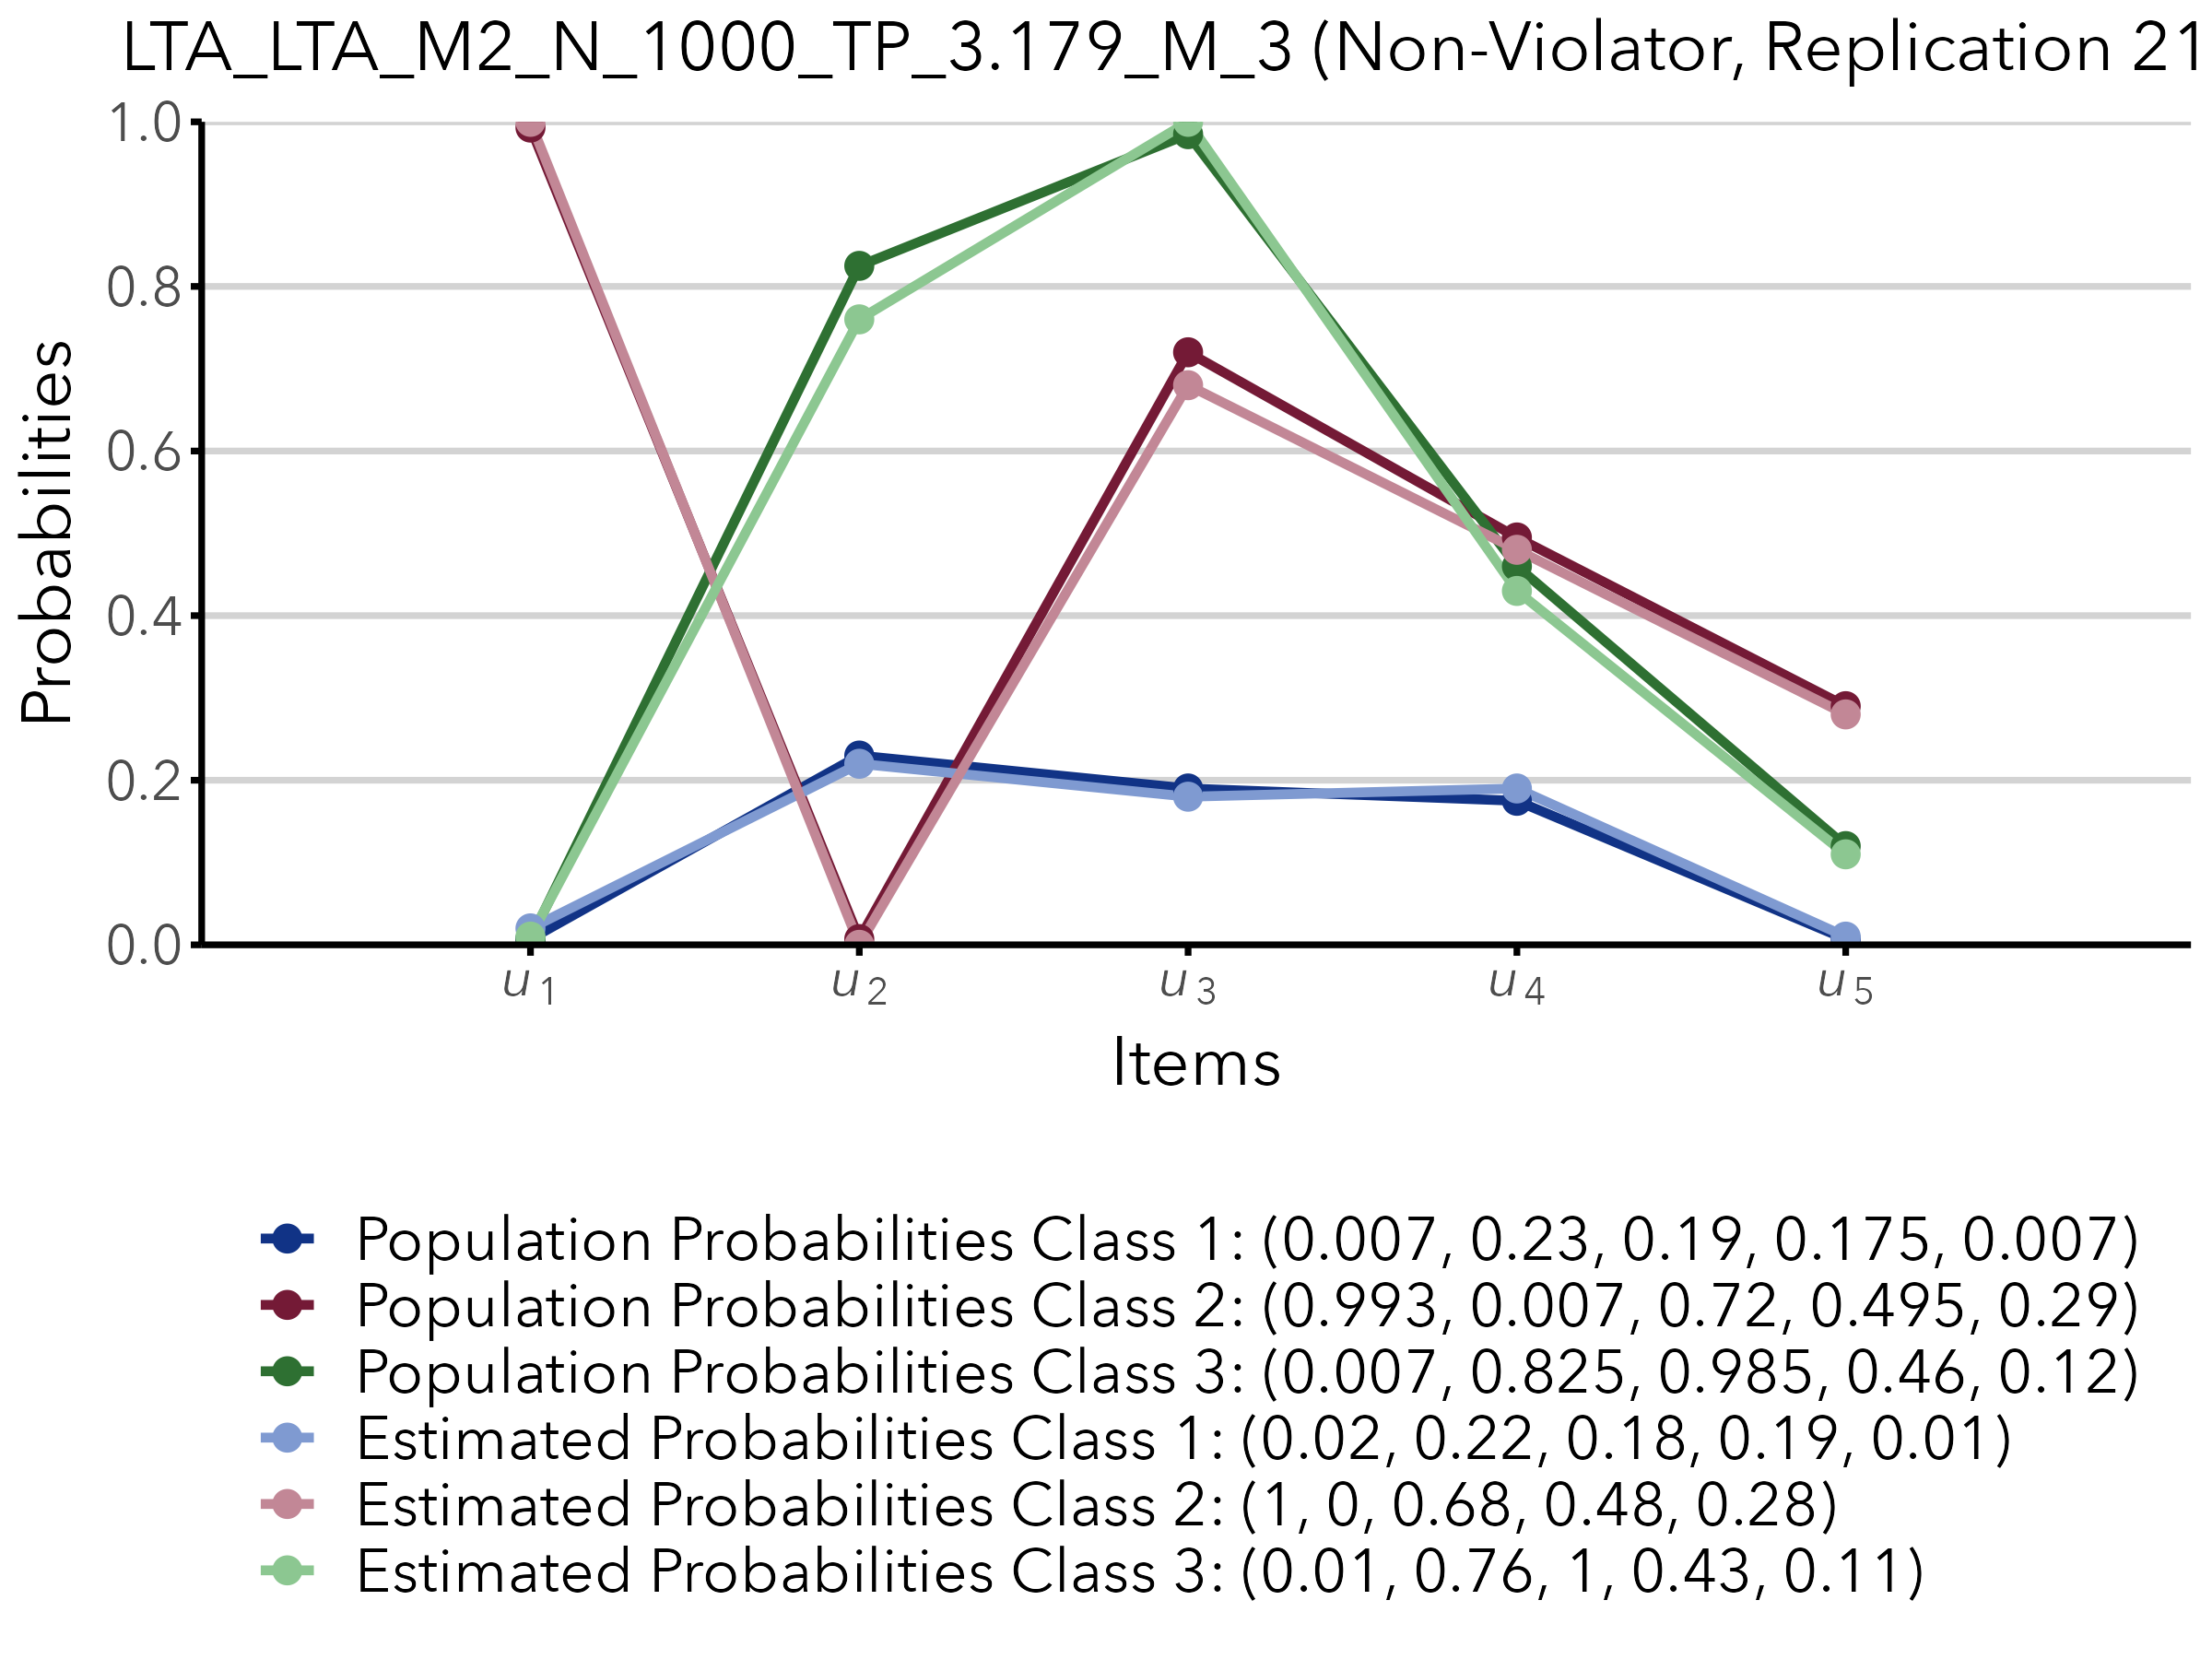 LTA_LTA_M2_N_1000_TP_3.179_M_3 (Non-Violator, Replication 21
Probabilities
1.0
0.8
0.6
0.4
0.2
0.0
u1 u2 u3 u4 u5
Items
Population Probabilities Class 1: (0.007, 0.23, 0.19, 0.175, 0.007)
Population Probabilities Class 2: (0.993, 0.007, 0.72, 0.495, 0.29)
Population Probabilities Class 3: (0.007, 0.825, 0.985, 0.46, 0.12)
Estimated Probabilities Class 1: (0.02, 0.22, 0.18, 0.19, 0.01)
Estimated Probabilities Class 2: (1, 0, 0.68, 0.48, 0.28)
Estimated Probabilities Class 3: (0.01, 0.76, 1, 0.43, 0.11)